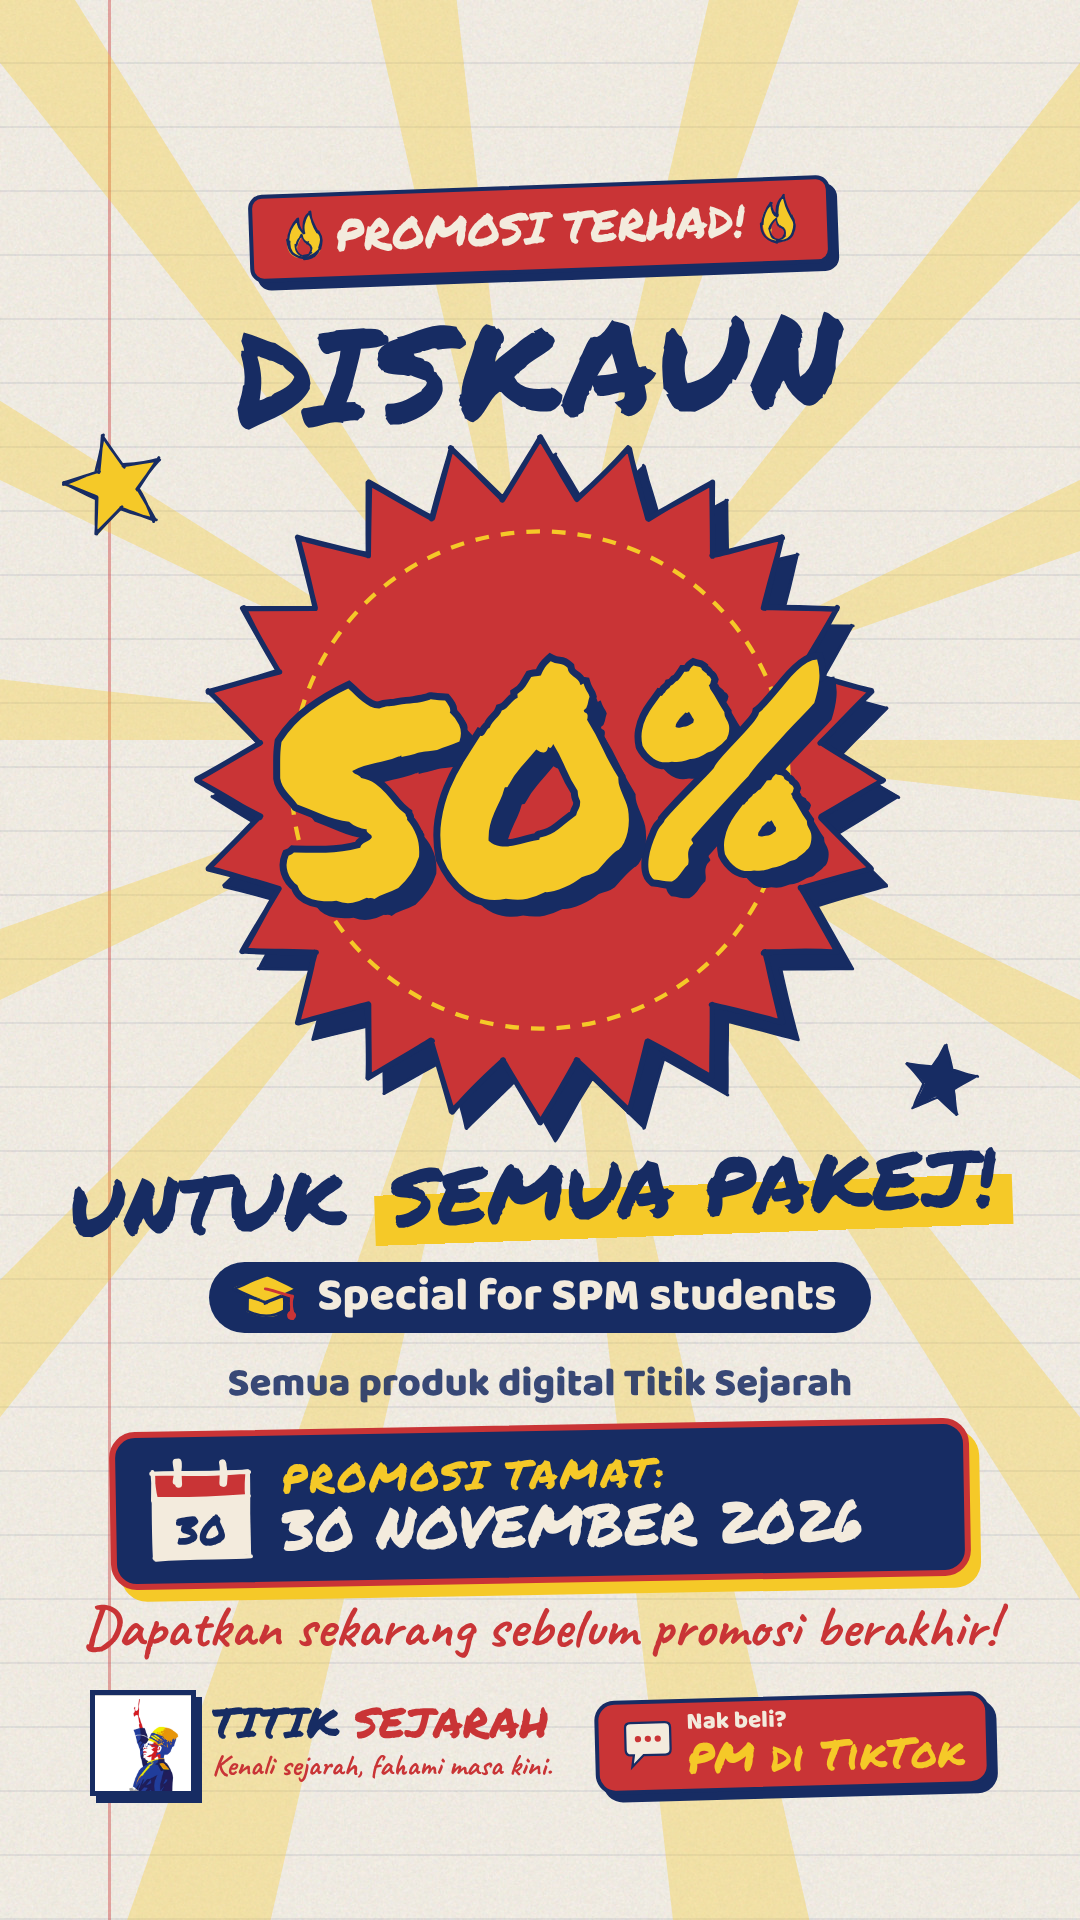 PROMOSI TERHAD!
DISKAUN
50%
UNTUK SEMUA PAKEJ!
Special for SPM students
Semua produk digital Titik Sejarah
PROMOSI TAMAT:
30
30 NOVEMBER 2026
Dapatkan sekarang sebelum promosi berakhir!
TITIK SEJARAH
Kenali sejarah, fahami masa kini.
Nak beli?
PM DI TIKTOK